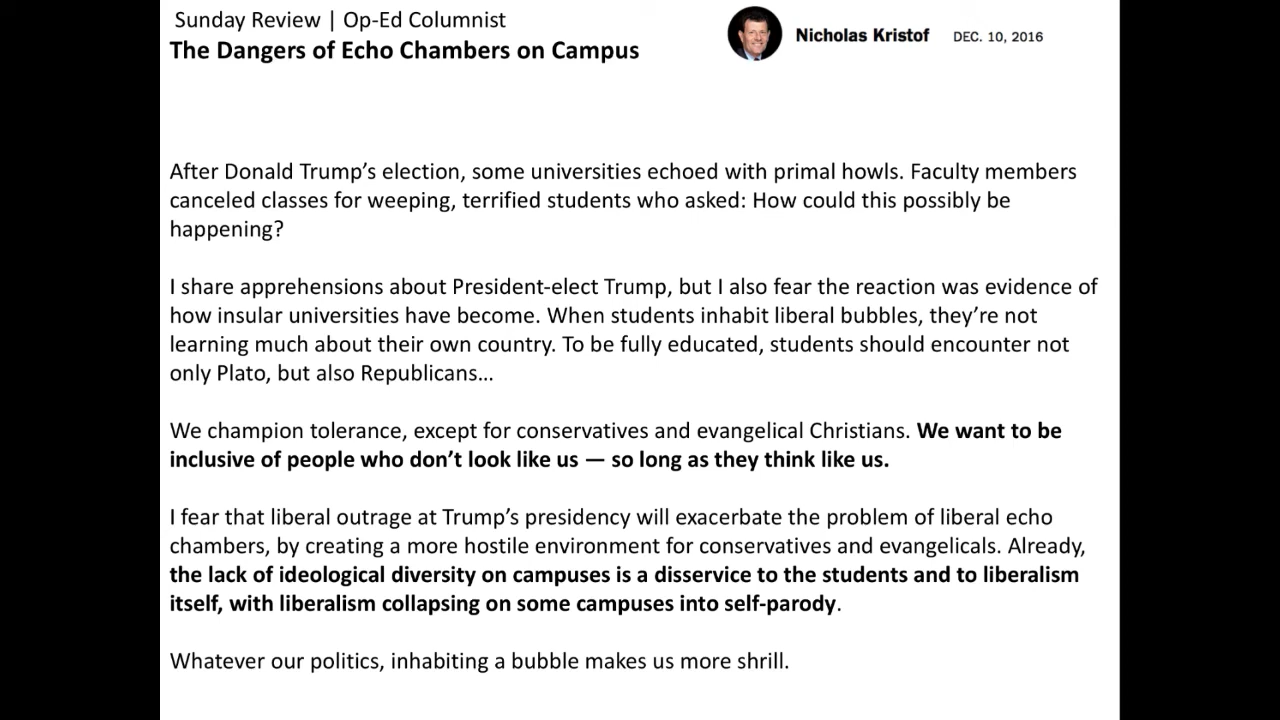 Sunday Review | Op-Ed Columnist
The Dangers of Echo Chambers on Campus
Nicholas Kristof DEC. 10, 2016
After Donald Trump’s election, some universities echoed with primal howls. Faculty members
canceled classes for weeping, terrified students who asked: How could this possibly be
happening?
I share apprehensions about President-elect Trump, but I also fear the reaction was evidence of
how insular universities have become. When students inhabit liberal bubbles, they’re not
learning much about their own country. To be fully educated, students should encounter not
only Plato, but also Republicans…
We champion tolerance, except for conservatives and evangelical Christians. We want to be
inclusive of people who don’t look like us — so long as they think like us.
I fear that liberal outrage at Trump’s presidency will exacerbate the problem of liberal echo
chambers, by creating a more hostile environment for conservatives and evangelicals. Already,
the lack of ideological diversity on campuses is a disservice to the students and to liberalism
itself, with liberalism collapsing on some campuses into self-parody.
Whatever our politics, inhabiting a bubble makes us more shrill.